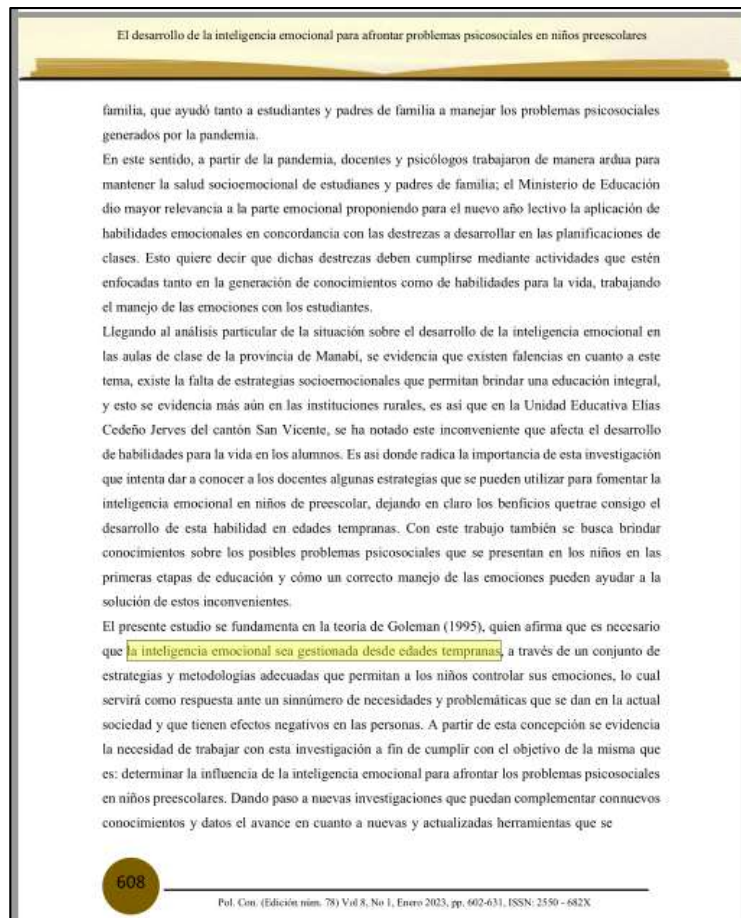 El desarrollo de la inteligencia emocional para afrontar problemas psicosociales en niños preescolares
familia, que ayudó tanto a estudiantes y padres de familia a manejar los problemas psicosociales
generados por la pandemia.
En este sentido, a partir de la pandemia, docentes y psicólogos trabajaron de manera ardua para
mantener la salud socioemocional de estudianes y padres de familia; el Ministerio de Educación
dio mayor relevancia a la parte emocional proponiendo para el nuevo año lectivo la aplicación de
habilidades emocionales en concordancia con las destrezas a desarrollar en las planificaciones de
clases. Esto quiere decir que dichas destrezas deben cumplirse mediante actividades que estén
enfocadas tanto en la generación de conocimientos como de habilidades para la vida, trabajando
el manejo de las emociones con los estudiantes.
Llegando al análisis particular de la situación sobre el desarrollo de la inteligencia emocional en
las aulas de clase de la provincia de Manabí, se evidencia que existen falencias en cuanto a este
tema, existe la falta de estrategias socioemocionales que permitan brindar una educación integral,
y esto se evidencia más aún en las instituciones rurales, es así que en la Unidad Educativa Elías
Cedeño Jerves del cantón San Vicente, se ha notado este inconveniente que afecta el desarrollo
de habilidades para la vida en los alumnos. Es así donde radica la importancia de esta investigación
que intenta dar a conocer a los docentes algunas estrategias que se pueden utilizar para fomentar la
inteligencia emocional en niños de preescolar, dejando en claro los benficios quetrae consigo el
desarrollo de esta habilidad en edades tempranas. Con este trabajo también se busca brindar
conocimientos sobre los posibles problemas psicosociales que se presentan en los niños en las
primeras etapas de educación y cómo un correcto manejo de las emociones pueden ayudar a la
solución de estos inconvenientes.
El presente estudio se fundamenta en la teoría de Goleman (1995), quien afirma que es necesario
que la inteligencia emocional sea gestionada desde edades tempranas, a través de un conjunto de
estrategias y metodologías adecuadas que permitan a los niños controlar sus emociones, lo cual
servirá como respuesta ante un sinnúmero de necesidades y problemáticas que se dan en la actual
sociedad y que tienen efectos negativos en las personas. A partir de esta concepción se evidencia
la necesidad de trabajar con esta investigación a fin de cumplir con el objetivo de la misma que
es: determinar la influencia de la inteligencia emocional para afrontar los problemas psicosociales
en niños preescolares. Dando paso a nuevas investigaciones que puedan complementar connuevos
conocimientos y datos el avance en cuanto a nuevas y actualizadas herramientas que se
608
Pol. Con. (Edición núm. 78) Vol 8, No 1, Enero 2023, pp. 602-631, ISSN: 2550 - 682X